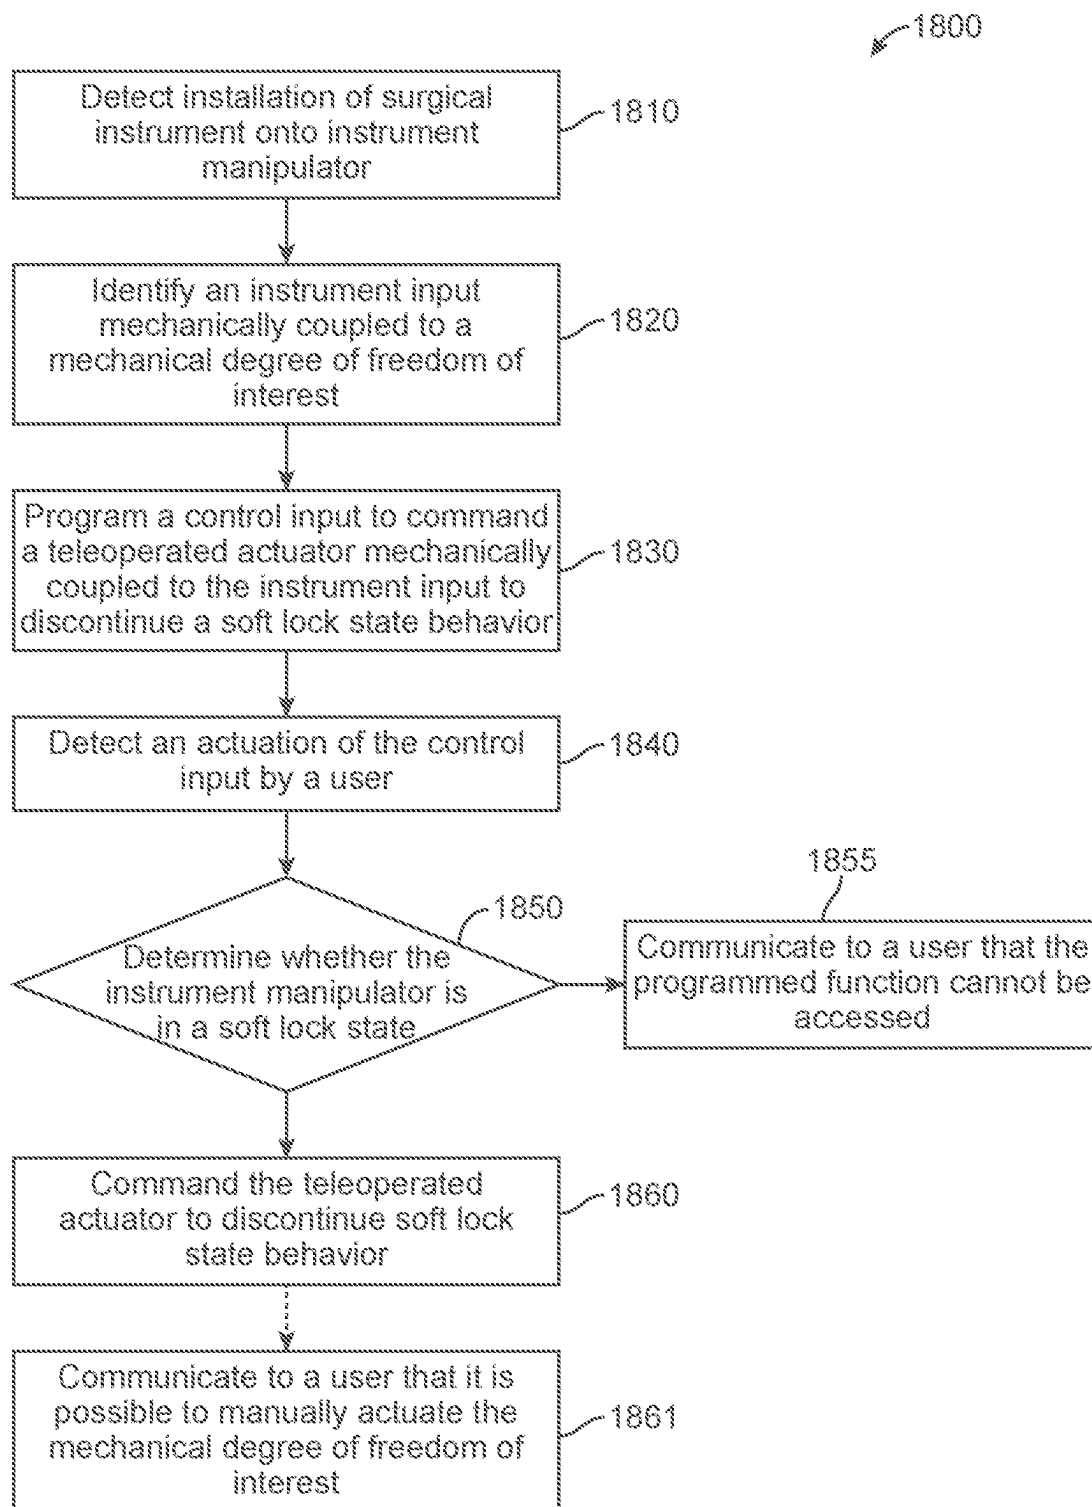 1800
Detect installation of surgical
instrument onto instrument
manipulator
1810
Identify an instrument input
mechanically coupled to a
mechanical degree of freedom of
interest
1820
Program a control input to command
a teleoperated actuator mechanically
coupled to the instrument input to
discontinue a soft lock state behavior
1830
Detect an actuation of the control
input by a user
1840
Determine whether the
instrument manipulator is
in a soft lock state
1850
Communicate to a user that the
programmed function cannot be
accessed
1855
Command the teleoperated
actuator to discontinue soft lock
state behavior
1860
Communicate to a user that it is
possible to manually actuate the
mechanical degree of freedom of
interest
1861